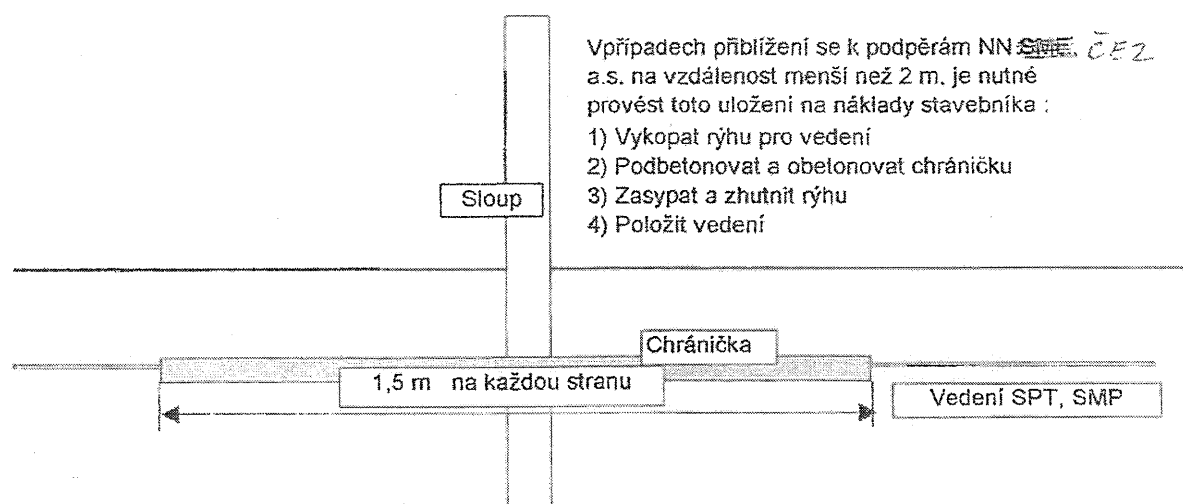 Vpřípadech přiblížení se k podpěrám NN SME, ČEZ
a.s. na vzdálenost menší než 2 m. je nutné
provést toto uložení na náklady stavebníka :
1) Vykopat rýhu pro vedení
2) Podbetonovat a obetonovat chráničku
3) Zasypat a zhutnit rýhu
4) Položit vedení
Sloup
Chránička
1,5 m na každou stranu
Vedení SPT, SMP